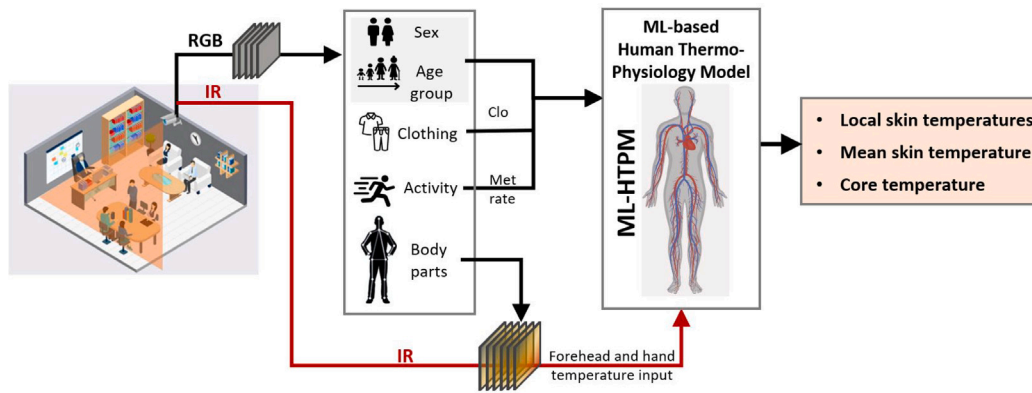 RGB
IR
Sex
Age
group
Clothing
Clo
Activity
Met
rate
Body
parts
IR
Forehead and hand
temperature input
ML-based
Human Thermo-
Physiology Model
ML-HTPM
• Local skin temperatures
• Mean skin temperature
• Core temperature